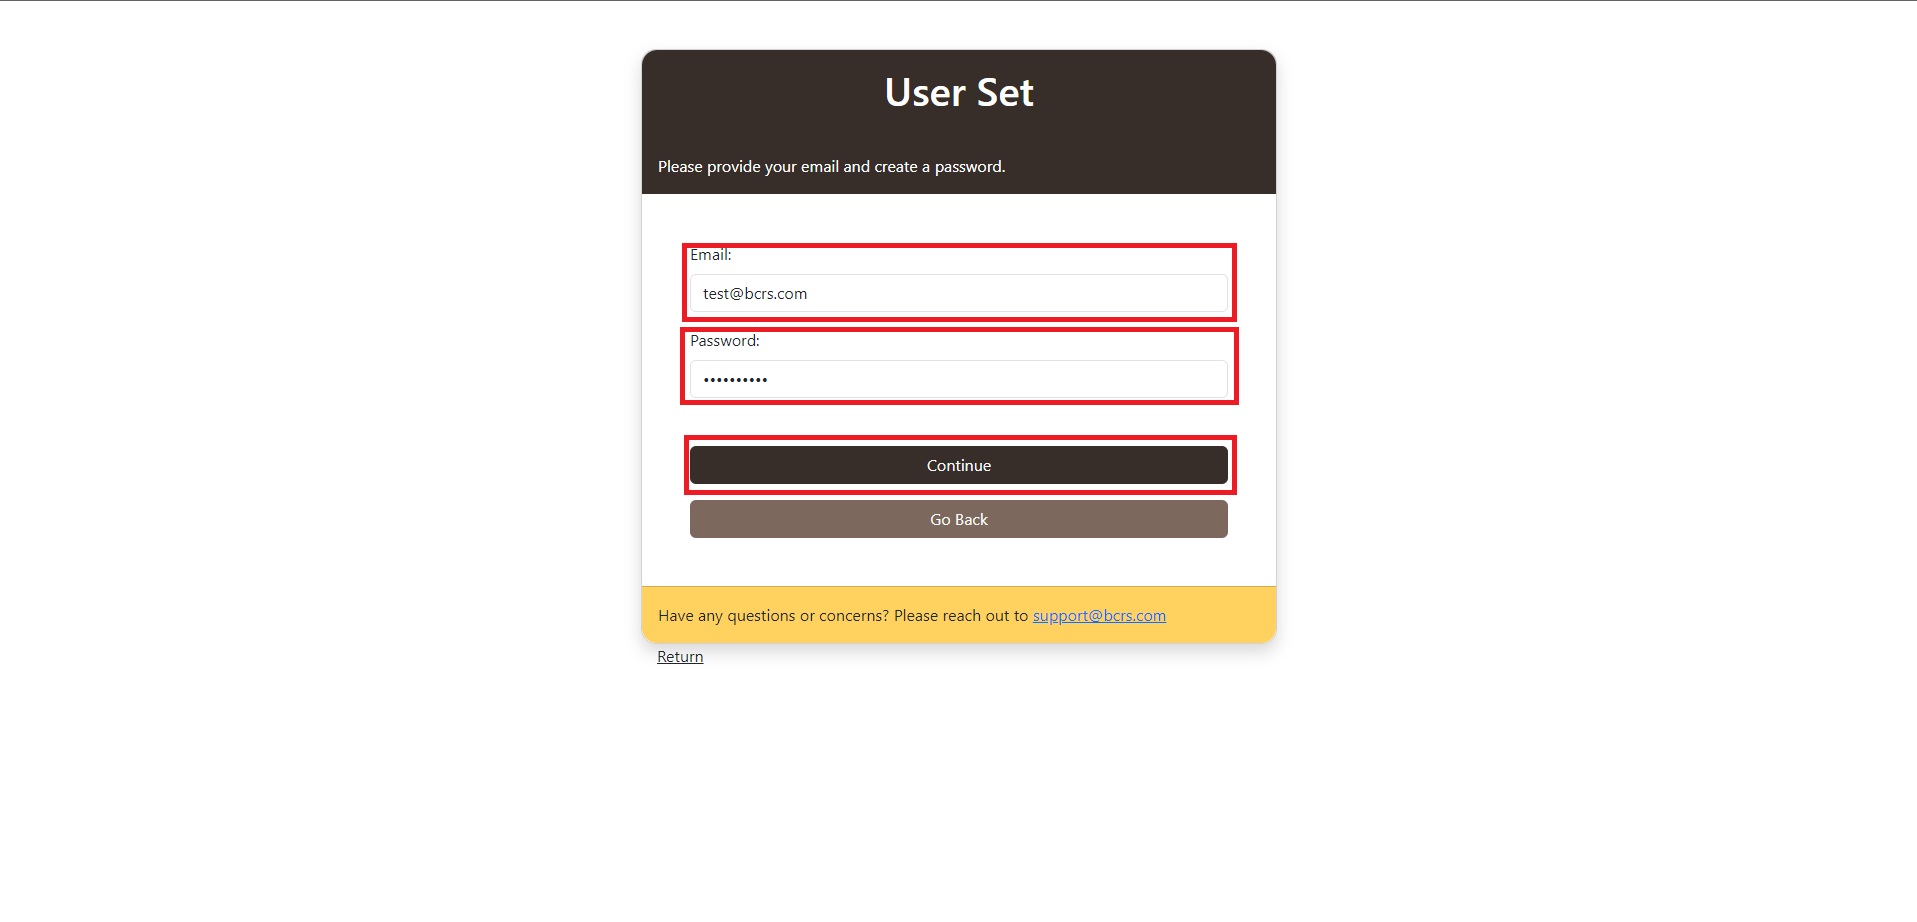 User Set
Please provide your email and create a password.
Email:
test@bcrs.com
Password:
••••••••••
Continue
Go Back
Have any questions or concerns? Please reach out to support@bcrs.com
Return